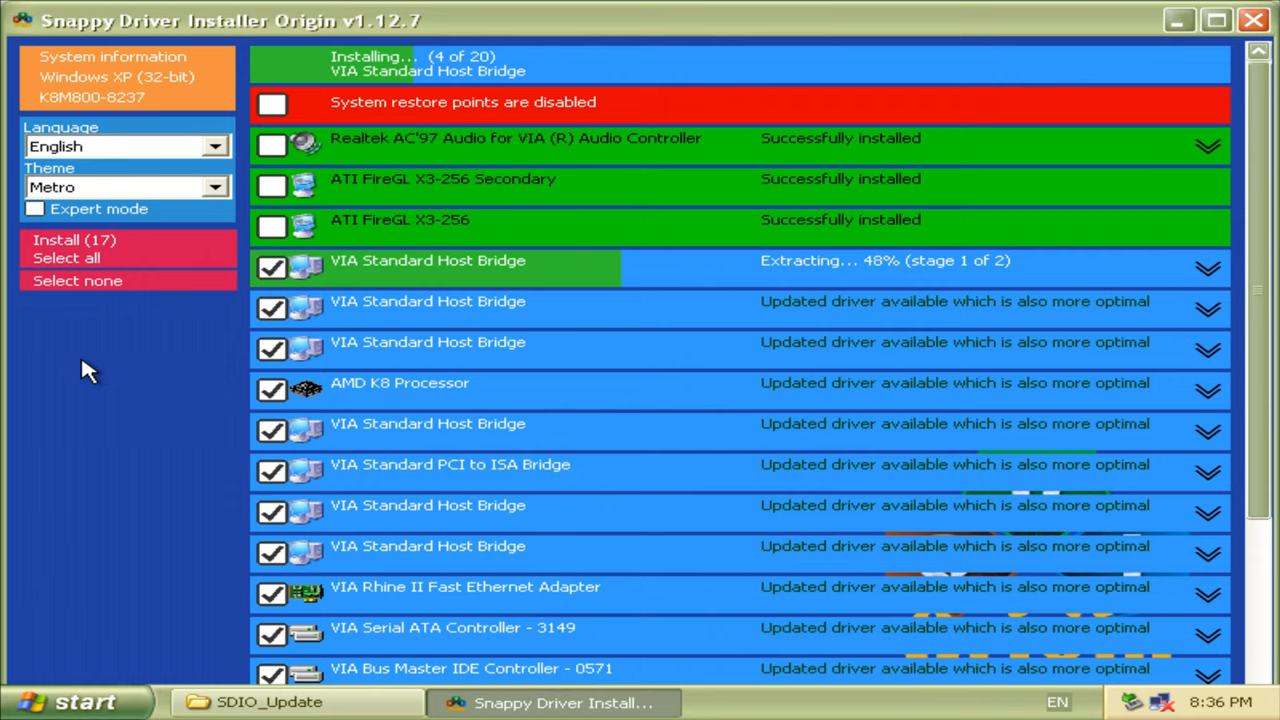 Snappy Driver Installer Origin v1.12.7
System information
Windows XP (32-bit)
K8M800-8237
Language
English
Theme
Metro
Expert mode
Install (17)
Select all
Select none
Installing... (4 of 20)
VIA Standard Host Bridge
System restore points are disabled
Realtek AC'97 Audio for VIA (R) Audio Controller Successfully installed
ATI FireGL X3-256 Secondary Successfully installed
ATI FireGL X3-256 Successfully installed
VIA Standard Host Bridge Extracting... 48% (stage 1 of 2)
VIA Standard Host Bridge Updated driver available which is also more optimal
VIA Standard Host Bridge Updated driver available which is also more optimal
AMD K8 Processor Updated driver available which is also more optimal
VIA Standard Host Bridge Updated driver available which is also more optimal
VIA Standard PCI to ISA Bridge Updated driver available which is also more optimal
VIA Standard Host Bridge Updated driver available which is also more optimal
VIA Standard Host Bridge Updated driver available which is also more optimal
VIA Rhine II Fast Ethernet Adapter Updated driver available which is also more optimal
VIA Serial ATA Controller - 3149 Updated driver available which is also more optimal
VIA Bus Master IDE Controller - 0571 Updated driver available which is also more optimal
start SDIO_Update Snappy Driver Install... EN 8:36 PM